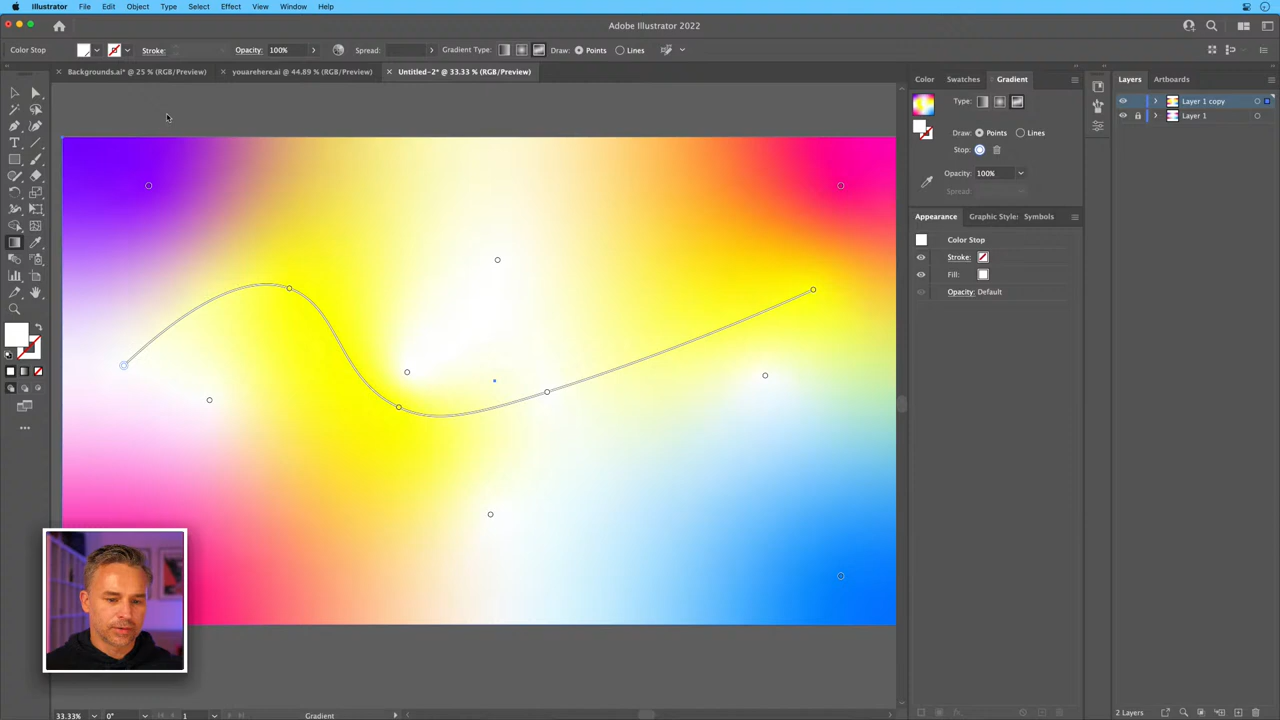 Illustrator File Edit Object Type Select Effect View Window Help
Adobe Illustrator 2022
Color Stop Stroke: Opacity: 100% Spread: Gradient Type: Draw: Points Lines
Backgrounds.ai* @ 25 % (RGB/Preview) youarehere.ai @ 44.89 % (RGB/Preview) Untitled-2* @ 33.33 % (RGB/Preview)
Color Swatches Gradient
Type:
Draw: Points Lines
Stop:
Opacity: 100%
Spread:
Appearance Graphic Styles Symbols
Color Stop
Stroke:
Fill:
Opacity: Default
Layers Artboards
Layer 1 copy
Layer 1
33.33% 0° 1 Gradient
2 Layers